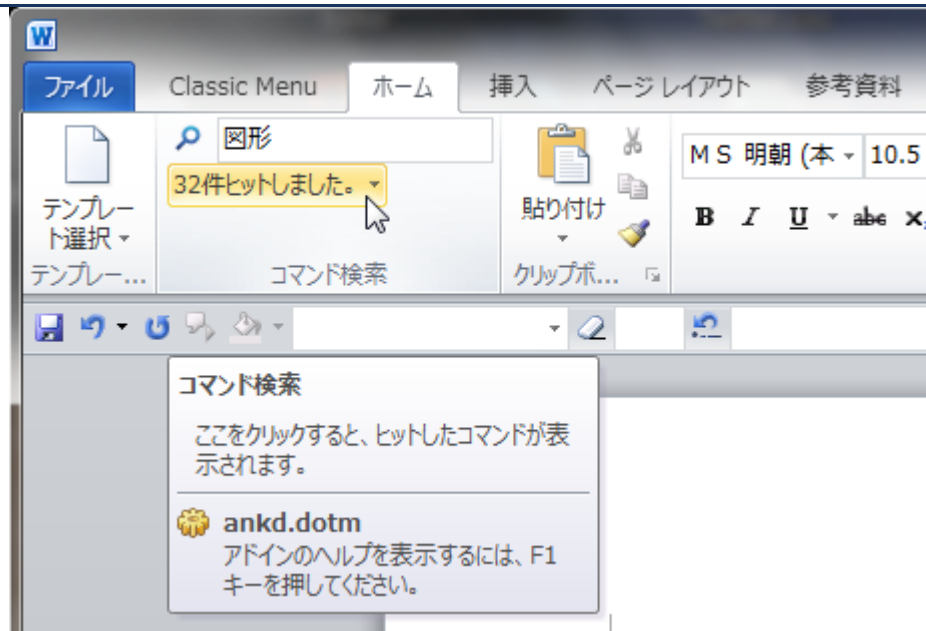 W
ファイル Classic Menu ホーム 挿入 ページ レイアウト 参考資料
図形
32件ヒットしました。
テンプレー
ト選択
テンプレー...
コマンド検索
貼り付け
クリップボ...
ＭＳ 明朝 (本 10.5
B I U abc x
コマンド検索
ここをクリックすると、ヒットしたコマンドが表
示されます。
ankd.dotm
アドインのヘルプを表示するには、F1
キーを押してください。